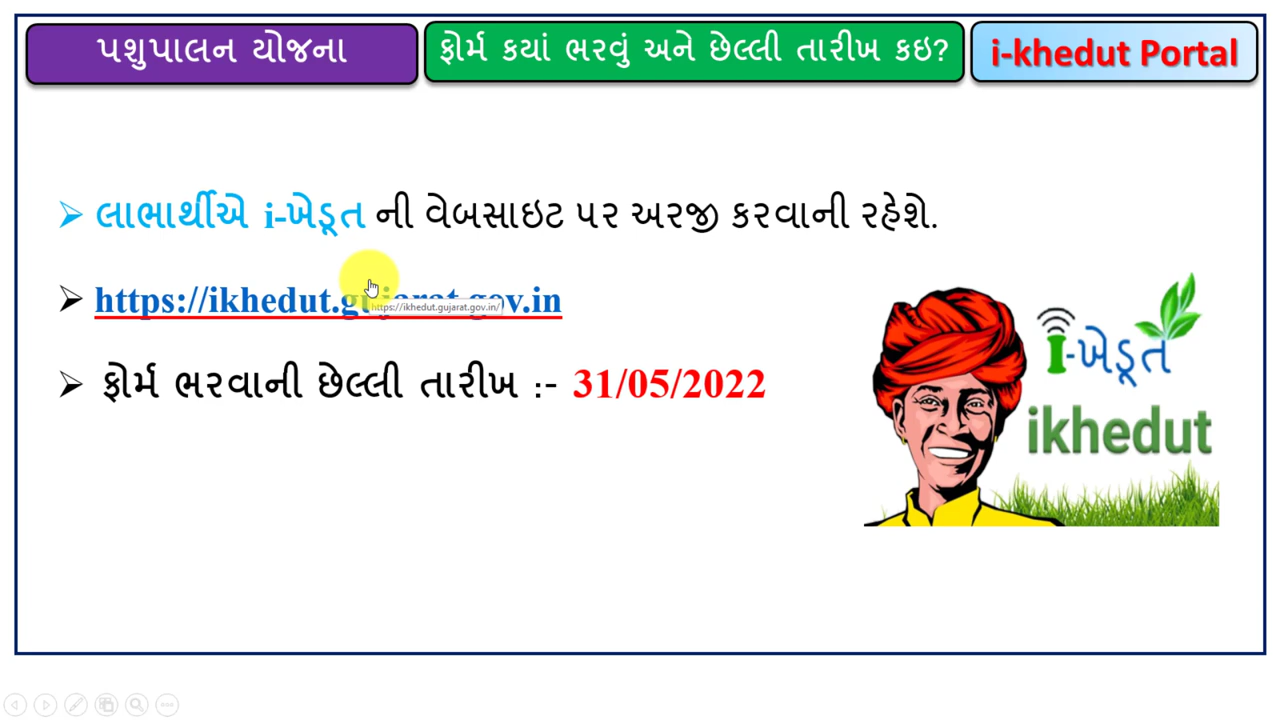 પશુપાલન યોજના
ફોર્મ કયાં ભરવું અને છેલ્લી તારીખ કઇ?
i-khedut Portal
લાભાર્થીએ i-ખેડૂત ની વેબસાઇટ પર અરજી કરવાની રહેશે.
https://ikhedut.gujarat.gov.in
https://ikhedut.gujarat.gov.in/
ફોર્મ ભરવાની છેલ્લી તારીખ :- 31/05/2022
i-ખેડૂત
ikhedut